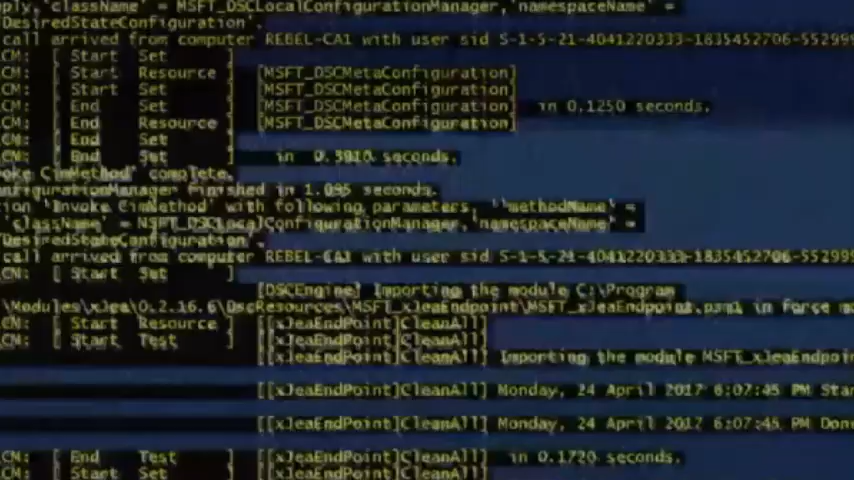 ply,'className' = MSFT_DSCLocalConfigurationManager,'namespaceName' =
DesiredStateConfiguration'.
call arrived from computer REBEL-CA1 with user sid S-1-5-21-4041220333-1835452706-552999
CM: [ Start Set ]
CM: [ Start Resource ] [MSFT_DSCMetaConfiguration]
CM: [ Start Set ] [MSFT_DSCMetaConfiguration]
CM: [ End Set ] [MSFT_DSCMetaConfiguration] in 0.1250 seconds.
CM: [ End Resource ] [MSFT_DSCMetaConfiguration]
CM: [ End Set ]
CM: [ End Set ] in 0.3910 seconds.
oke CimMethod' complete.
nfigurationManager finished in 1.095 seconds.
ion 'Invoke CimMethod' with following parameters, ''methodName' =
'className' = MSFT_DSCLocalConfigurationManager,'namespaceName' =
DesiredStateConfiguration'.
call arrived from computer REBEL-CA1 with user sid S-1-5-21-4041220333-1835452706-552999
CM: [ Start Set ]
[DSCEngine] Importing the module C:\Program
\Modules\xJea\0.2.16.6\DscResources\MSFT_xJeaEndpoint\MSFT_xJeaEndpoint.psm1 in force m
CM: [ Start Resource ] [[xJeaEndPoint]CleanAll]
CM: [ Start Test ] [[xJeaEndPoint]CleanAll]
[[xJeaEndPoint]CleanAll] Importing the module MSFT_xJeaEndpoin
[[xJeaEndPoint]CleanAll] Monday, 24 April 2017 6:07:45 PM Star
[[xJeaEndPoint]CleanAll] Monday, 24 April 2017 6:07:45 PM Done
CM: [ End Test ] [[xJeaEndPoint]CleanAll] in 0.1720 seconds.
CM: [ Start Set ] [[xJeaEndPoint]CleanAll]